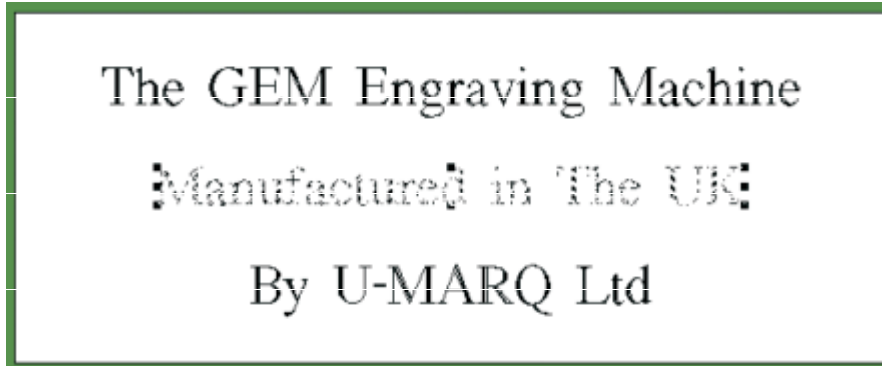 The GEM Engraving Machine
Manufactured in The UK
By U-MARQ Ltd